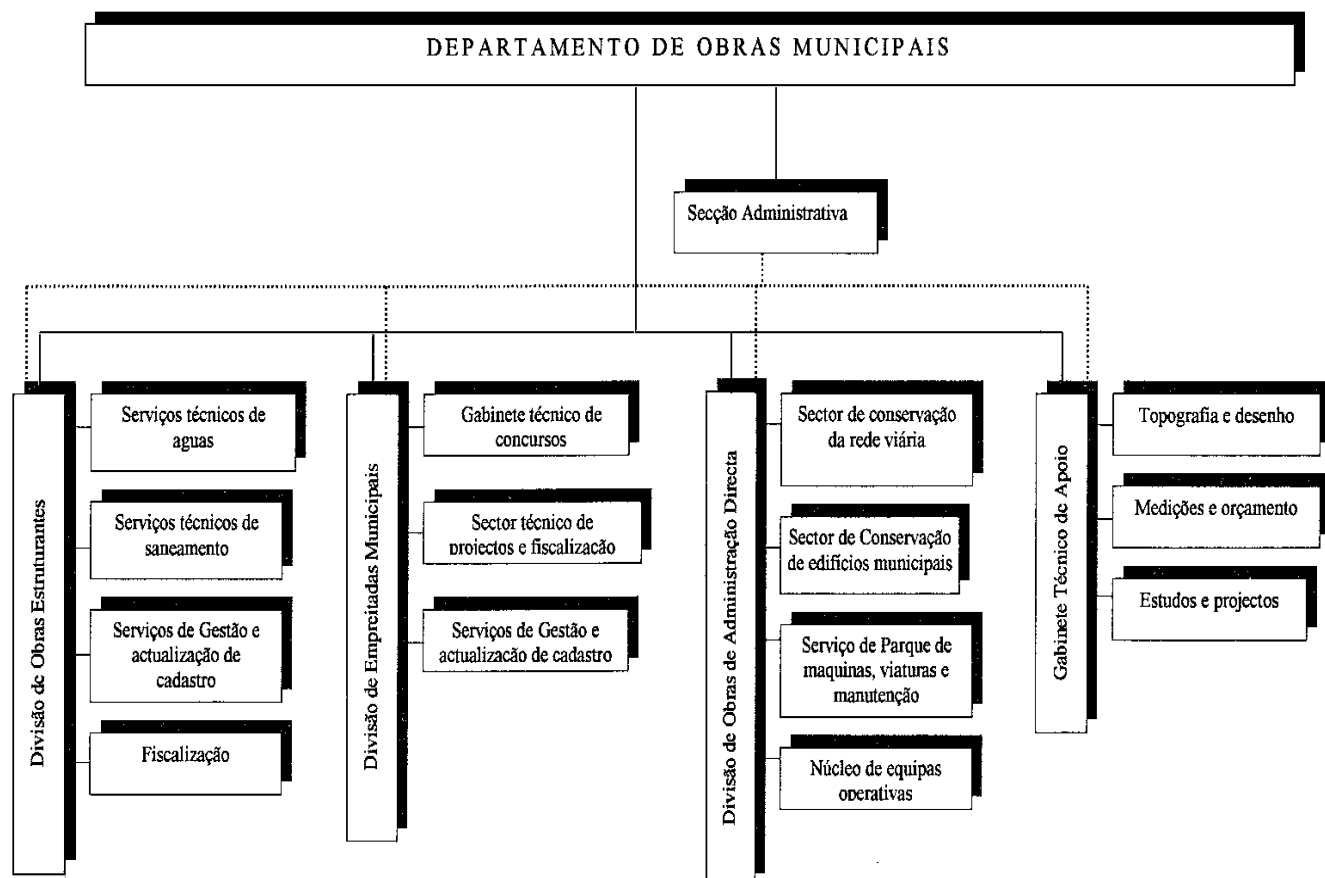 DEPARTAMENTO DE OBRAS MUNICIPAIS
Secção Administrativa
Divisão de Obras Estruturantes
Serviços técnicos de
aguas
Serviços técnicos de
saneamento
Serviços de Gestão e
actualização de
cadastro
Fiscalização
Divisão de Empreitadas Municipais
Gabinete técnico de
concursos
Sector técnico de
projectos e fiscalização
Serviços de Gestão e
actualização de cadastro
Divisão de Obras de Administração Directa
Sector de conservação
da rede viária
Sector de Conservação
de edifícios municipais
Serviço de Parque de
maquinas, viaturas e
manutenção
Núcleo de equipas
operativas
Gabinete Técnico de Apoio
Topografia e desenho
Medições e orçamento
Estudos e projectos